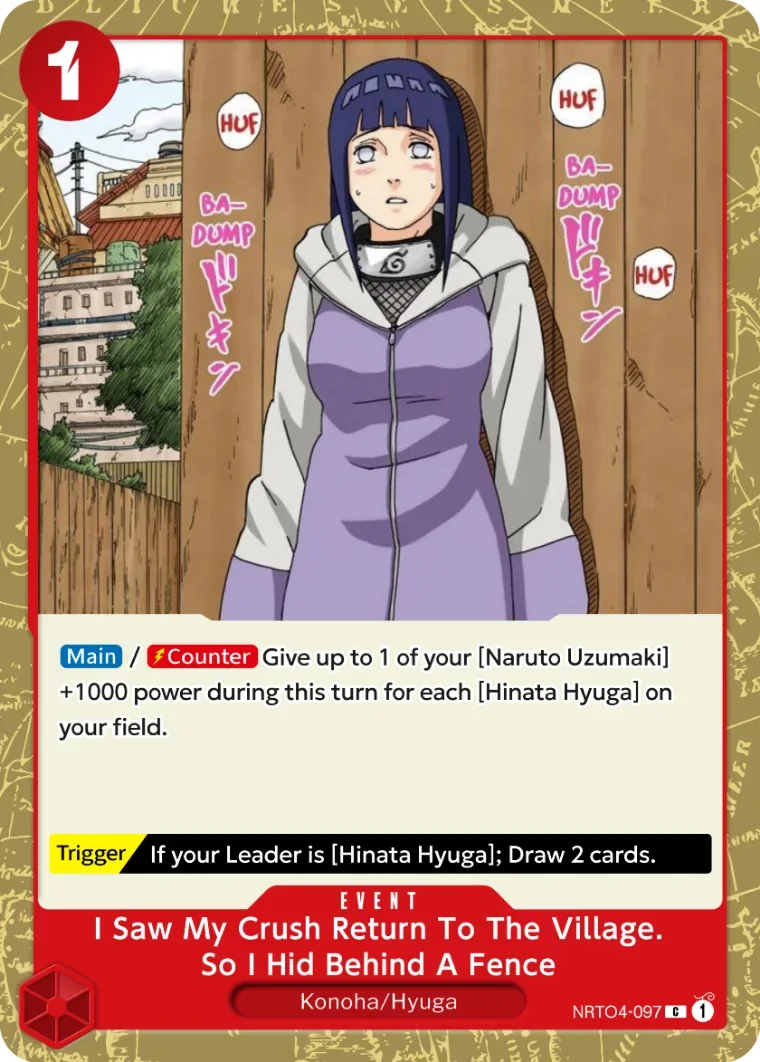 1
HUF
HUF
BA-
DUMP
ドキン
BA-
DUMP
ドキン
HUF
Main / Counter Give up to 1 of your [Naruto Uzumaki]
+1000 power during this turn for each [Hinata Hyuga] on
your field.
Trigger If your Leader is [Hinata Hyuga]; Draw 2 cards.
EVENT
I Saw My Crush Return To The Village.
So I Hid Behind A Fence
Konoha/Hyuga
NRTO4-097 C 1